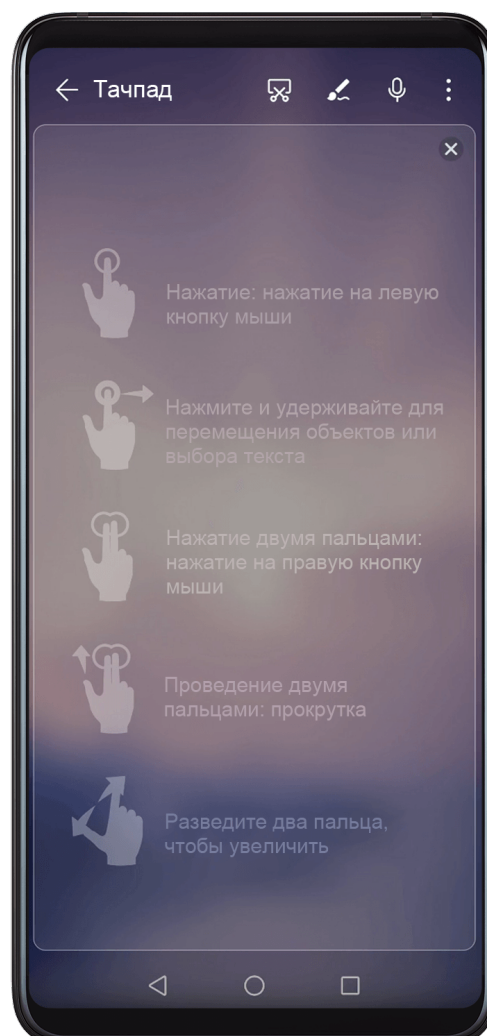 Тачпад
Нажатие: нажатие на левую
кнопку мыши
Нажмите и удерживайте для
перемещения объектов или
выбора текста
Нажатие двумя пальцами:
нажатие на правую кнопку
мыши
Проведение двумя
пальцами: прокрутка
Разведите два пальца,
чтобы увеличить